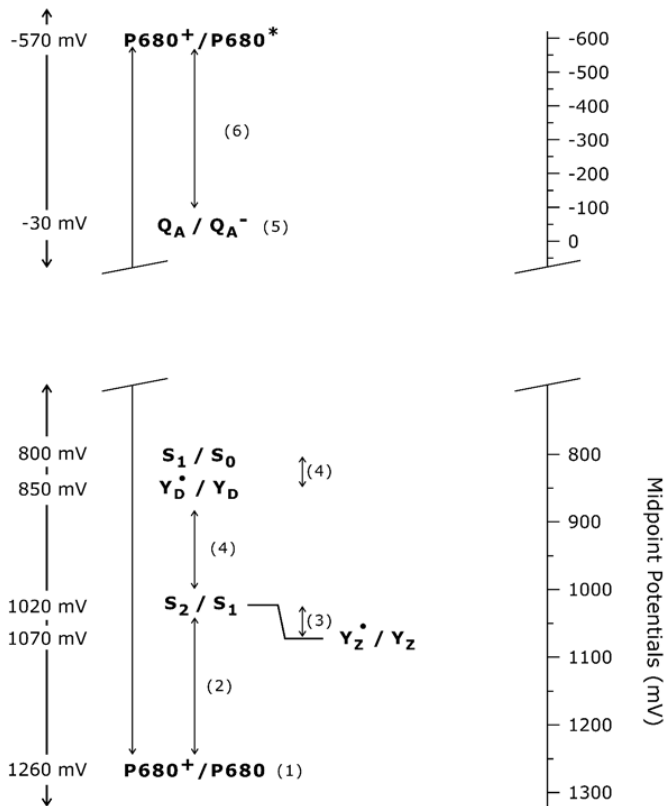 -570 mV P680⁺/P680* -600
-500
-400
(6) -300
-200
-100
-30 mV Q_A / Q_A⁻ (5) 0
800 mV S₁ / S₀ (4) 800
850 mV Y_D^• / Y_D
900
(4)
1020 mV S₂ / S₁ (3) 1000
1070 mV Y_Z^• / Y_Z
1100
(2)
1200
1260 mV P680⁺/P680 (1)
1300
Midpoint Potentials (mV)